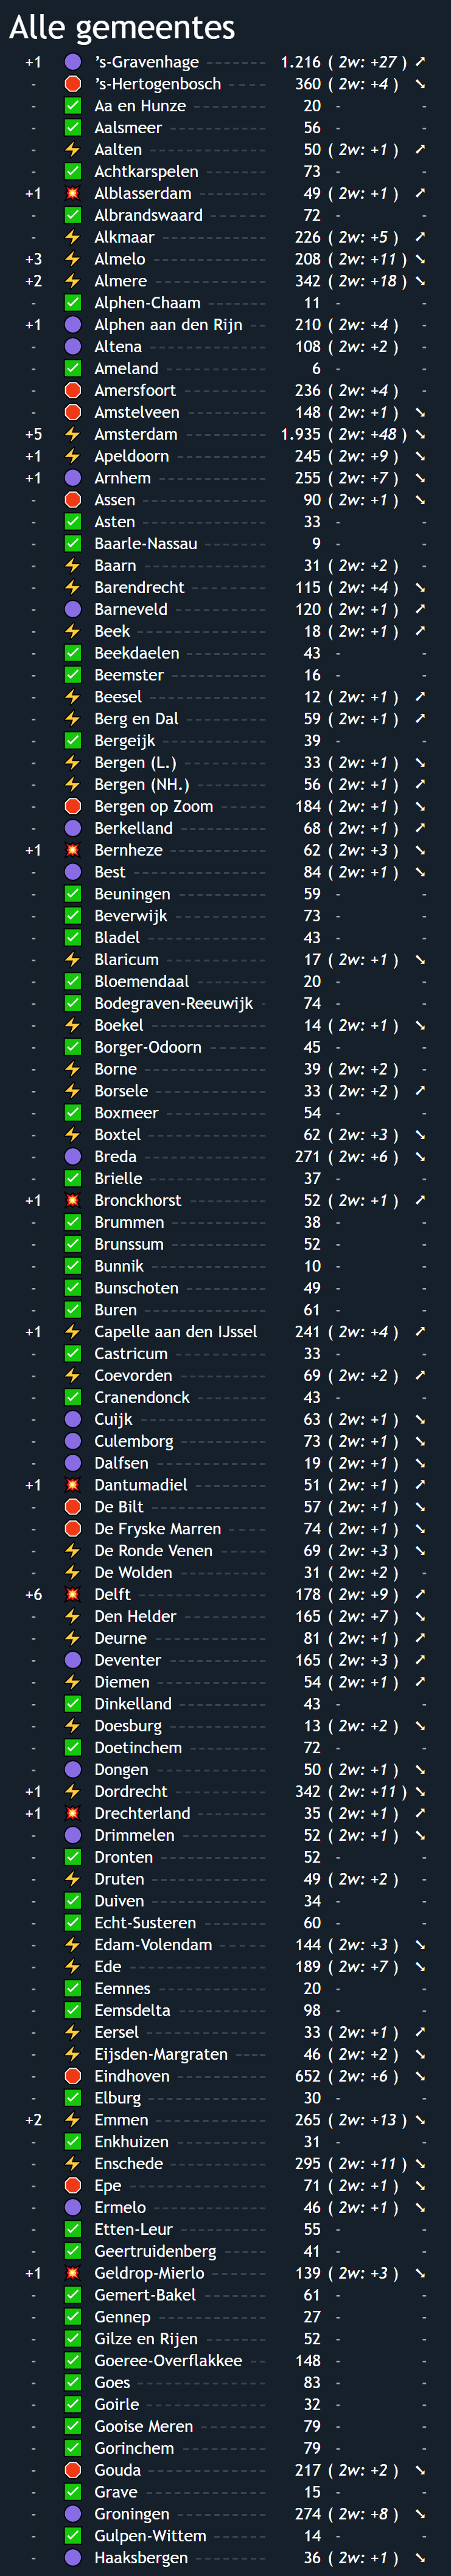 Alle gemeentes
+1 's-Gravenhage 1.216 ( 2w: +27 )
- 's-Hertogenbosch 360 ( 2w: +4 )
- Aa en Hunze 20 - -
- Aalsmeer 56 - -
- Aalten 50 ( 2w: +1 )
- Achtkarspelen 73 - -
+1 Alblasserdam 49 ( 2w: +1 )
- Albrandswaard 72 - -
- Alkmaar 226 ( 2w: +5 )
+3 Almelo 208 ( 2w: +11 )
+2 Almere 342 ( 2w: +18 )
- Alphen-Chaam 11 - -
+1 Alphen aan den Rijn 210 ( 2w: +4 ) -
- Altena 108 ( 2w: +2 ) -
- Ameland 6 - -
- Amersfoort 236 ( 2w: +4 ) -
- Amstelveen 148 ( 2w: +1 )
+5 Amsterdam 1.935 ( 2w: +48 )
+1 Apeldoorn 245 ( 2w: +9 )
+1 Arnhem 255 ( 2w: +7 )
- Assen 90 ( 2w: +1 )
- Asten 33 - -
- Baarle-Nassau 9 - -
- Baarn 31 ( 2w: +2 ) -
- Barendrecht 115 ( 2w: +4 )
- Barneveld 120 ( 2w: +1 )
- Beek 18 ( 2w: +1 )
- Beekdaelen 43 - -
- Beemster 16 - -
- Beesel 12 ( 2w: +1 )
- Berg en Dal 59 ( 2w: +1 )
- Bergeijk 39 - -
- Bergen (L.) 33 ( 2w: +1 )
- Bergen (NH.) 56 ( 2w: +1 )
- Bergen op Zoom 184 ( 2w: +1 )
- Berkelland 68 ( 2w: +1 )
+1 Bernheze 62 ( 2w: +3 )
- Best 84 ( 2w: +1 )
- Beuningen 59 - -
- Beverwijk 73 - -
- Bladel 43 - -
- Blaricum 17 ( 2w: +1 )
- Bloemendaal 20 - -
- Bodegraven-Reeuwijk 74 - -
- Boekel 14 ( 2w: +1 )
- Borger-Odoorn 45 - -
- Borne 39 ( 2w: +2 ) -
- Borsele 33 ( 2w: +2 )
- Boxmeer 54 - -
- Boxtel 62 ( 2w: +3 )
- Breda 271 ( 2w: +6 )
- Brielle 37 - -
+1 Bronckhorst 52 ( 2w: +1 )
- Brummen 38 - -
- Brunssum 52 - -
- Bunnik 10 - -
- Bunschoten 49 - -
- Buren 61 - -
+1 Capelle aan den IJssel 241 ( 2w: +4 )
- Castricum 33 - -
- Coevorden 69 ( 2w: +2 )
- Cranendonck 43 - -
- Cuijk 63 ( 2w: +1 )
- Culemborg 73 ( 2w: +1 )
- Dalfsen 19 ( 2w: +1 )
+1 Dantumadiel 51 ( 2w: +1 )
- De Bilt 57 ( 2w: +1 )
- De Fryske Marren 74 ( 2w: +1 )
- De Ronde Venen 69 ( 2w: +3 )
- De Wolden 31 ( 2w: +2 ) -
+6 Delft 178 ( 2w: +9 )
- Den Helder 165 ( 2w: +7 )
- Deurne 81 ( 2w: +1 )
- Deventer 165 ( 2w: +3 )
- Diemen 54 ( 2w: +1 )
- Dinkelland 43 - -
- Doesburg 13 ( 2w: +2 )
- Doetinchem 72 - -
- Dongen 50 ( 2w: +1 )
+1 Dordrecht 342 ( 2w: +11 )
+1 Drechterland 35 ( 2w: +1 )
- Drimmelen 52 ( 2w: +1 )
- Dronten 52 - -
- Druten 49 ( 2w: +2 ) -
- Duiven 34 - -
- Echt-Susteren 60 - -
- Edam-Volendam 144 ( 2w: +3 )
- Ede 189 ( 2w: +7 )
- Eemnes 20 - -
- Eemsdelta 98 - -
- Eersel 33 ( 2w: +1 )
- Eijsden-Margraten 46 ( 2w: +2 )
- Eindhoven 652 ( 2w: +6 )
- Elburg 30 - -
+2 Emmen 265 ( 2w: +13 )
- Enkhuizen 31 - -
- Enschede 295 ( 2w: +11 )
- Epe 71 ( 2w: +1 )
- Ermelo 46 ( 2w: +1 )
- Etten-Leur 55 - -
- Geertruidenberg 41 - -
+1 Geldrop-Mierlo 139 ( 2w: +3 )
- Gemert-Bakel 61 - -
- Gennep 27 - -
- Gilze en Rijen 52 - -
- Goeree-Overflakkee 148 - -
- Goes 83 - -
- Goirle 32 - -
- Gooise Meren 79 - -
- Gorinchem 79 - -
- Gouda 217 ( 2w: +2 )
- Grave 15 - -
- Groningen 274 ( 2w: +8 )
- Gulpen-Wittem 14 - -
- Haaksbergen 36 ( 2w: +1 )